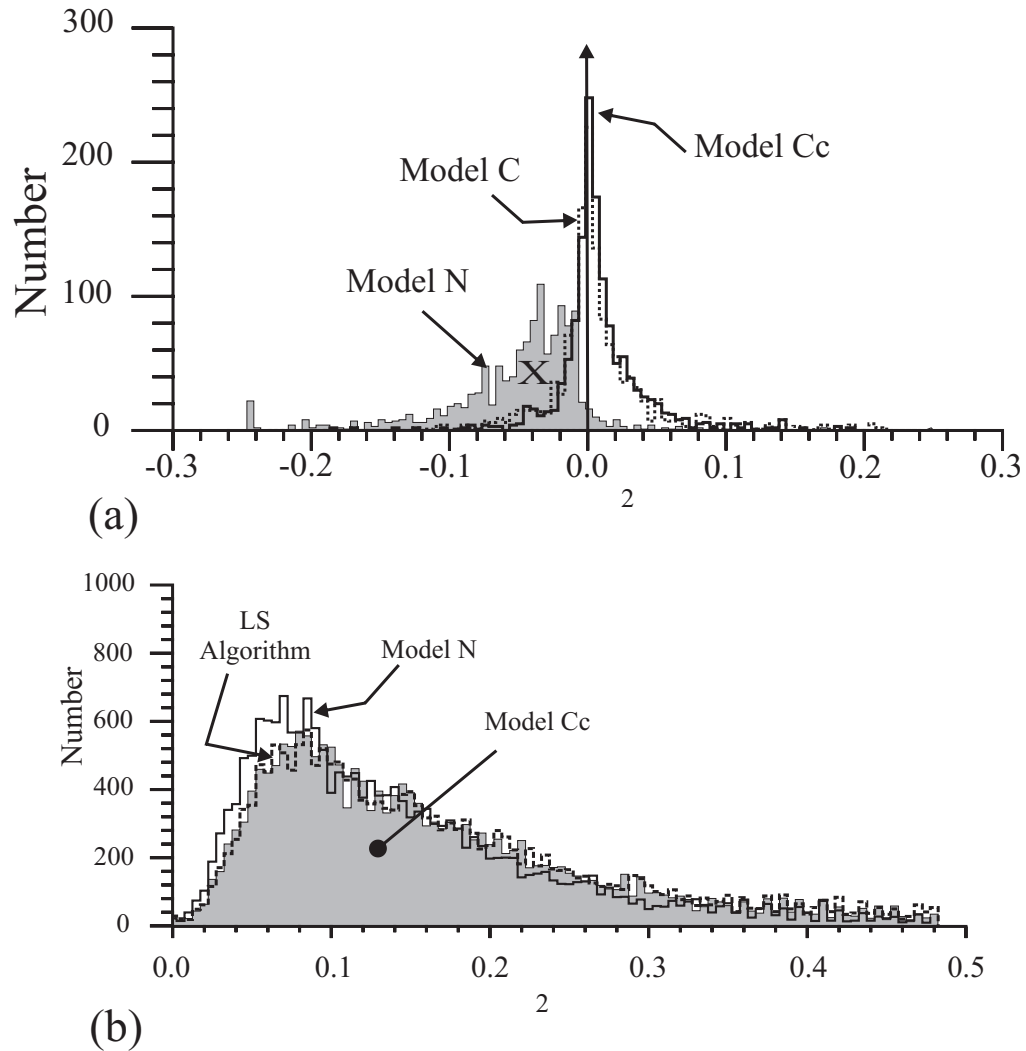 300
200
100
0
Number
Model Cc
Model C
Model N
X
-0.3 -0.2 -0.1 0.0 0.1 0.2 0.3
2
(a)
1000
800
600
400
200
0
Number
LS
Algorithm
Model N
Model Cc
0.0 0.1 0.2 0.3 0.4 0.5
2
(b)